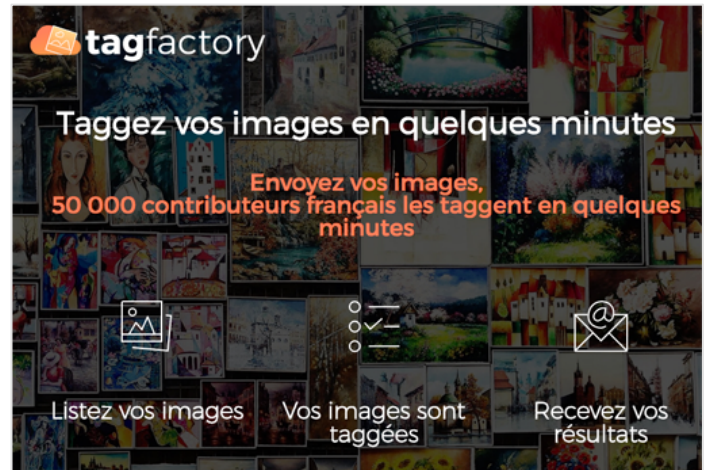 tagfactory
Taggez vos images en quelques minutes
Envoyez vos images,
50 000 contributeurs français les taggent en quelques
minutes
Listez vos images
Vos images sont
taggées
Recevez vos
résultats